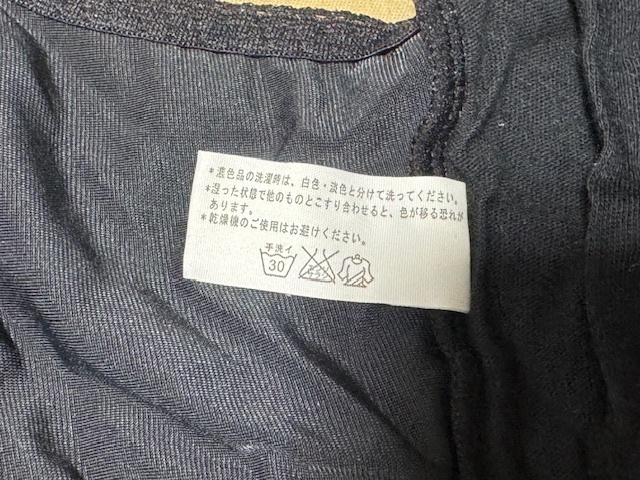 *混色品の洗濯時は、白色・淡色と分けて洗ってください。
*湿った状態で他のものとこすり合わせると、色が移る恐れが
あります。
*乾燥機のご使用はお避けください。
手洗イ
30